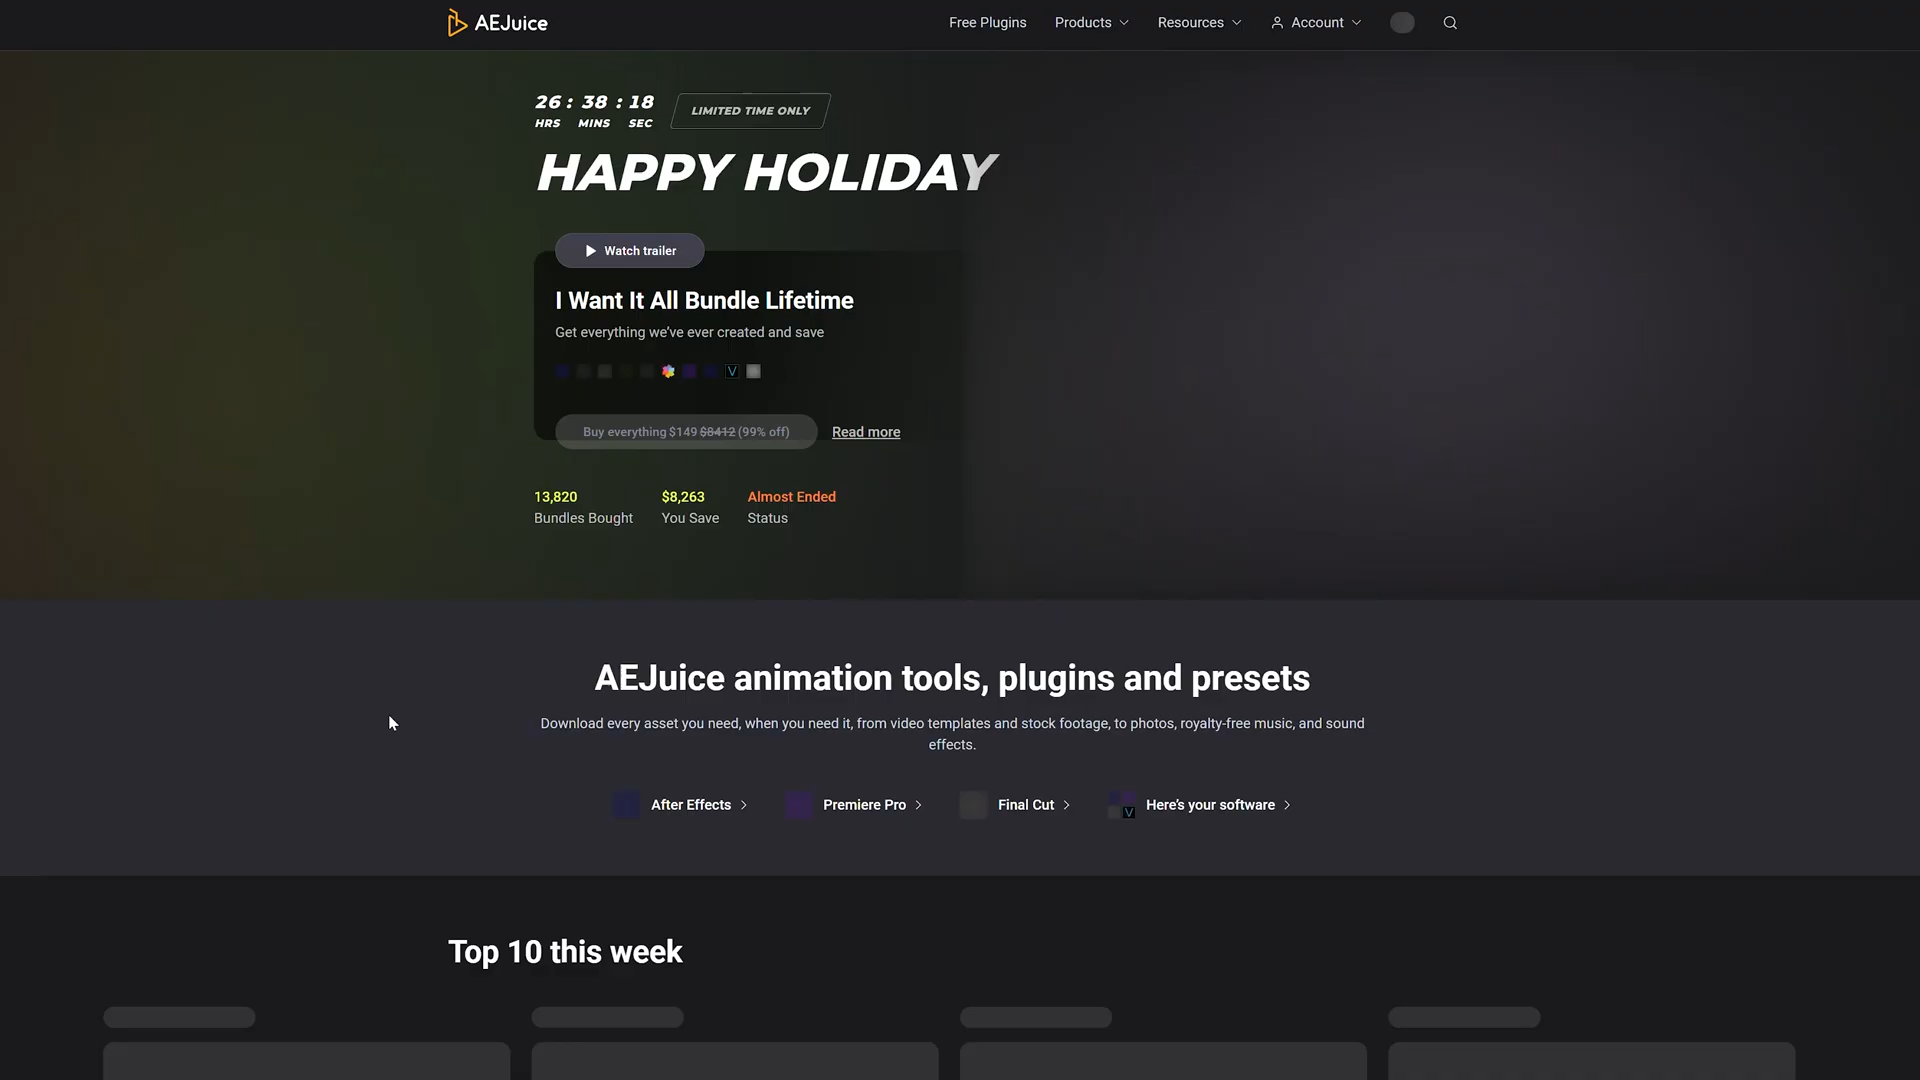 AEJuice
Free Plugins Products Resources Account
26 : 38 : 18
HRS MINS SEC
LIMITED TIME ONLY
HAPPY HOLIDAY
Watch trailer
I Want It All Bundle Lifetime
Get everything we've ever created and save
V
Buy everything $149 $8412 (99% off) Read more
13,820 $8,263 Almost Ended
Bundles Bought You Save Status
AEJuice animation tools, plugins and presets
Download every asset you need, when you need it, from video templates and stock footage, to photos, royalty-free music, and sound
effects.
After Effects Premiere Pro Final Cut V Here's your software
Top 10 this week